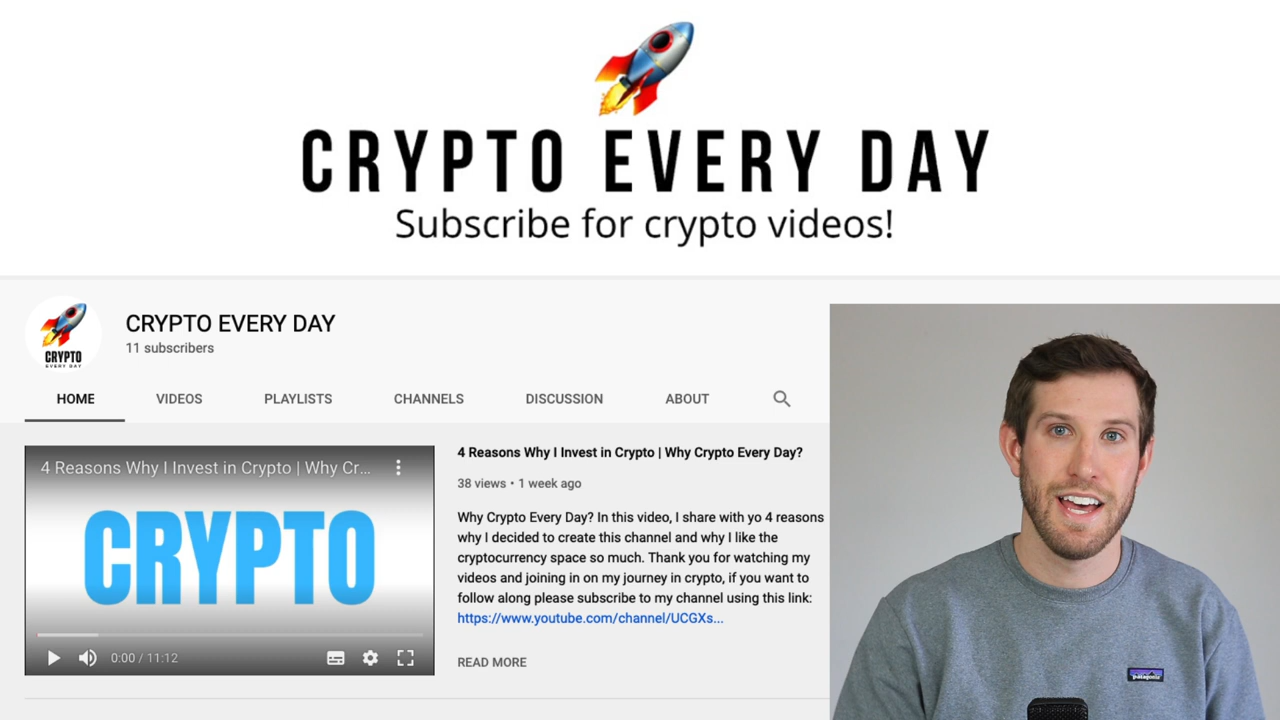 CRYPTO EVERY DAY
Subscribe for crypto videos!
CRYPTO
EVERY DAY
CRYPTO EVERY DAY
11 subscribers
HOME
VIDEOS
PLAYLISTS
CHANNELS
DISCUSSION
ABOUT
4 Reasons Why I Invest in Crypto | Why Cr...
CRYPTO
0:00 / 11:12
4 Reasons Why I Invest in Crypto | Why Crypto Every Day?
38 views • 1 week ago
Why Crypto Every Day? In this video, I share with yo 4 reasons
why I decided to create this channel and why I like the
cryptocurrency space so much. Thank you for watching my
videos and joining in on my journey in crypto, if you want to
follow along please subscribe to my channel using this link:
https://www.youtube.com/channel/UCGXs...
READ MORE
patagonia